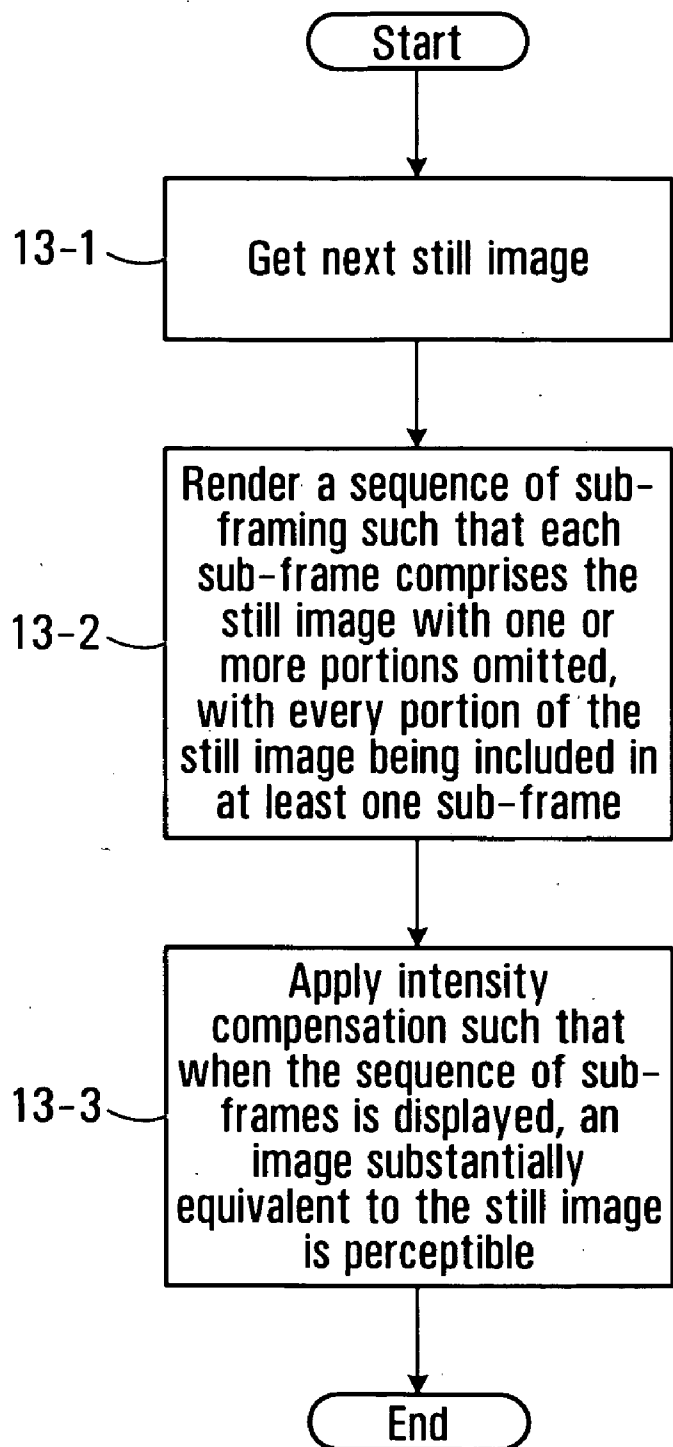 Start
13-1
Get next still image
13-2
Render a sequence of sub-
framing such that each
sub-frame comprises the
still image with one or
more portions omitted,
with every portion of the
still image being included in
at least one sub-frame
13-3
Apply intensity
compensation such that
when the sequence of sub-
frames is displayed, an
image substantially
equivalent to the still image
is perceptible
End